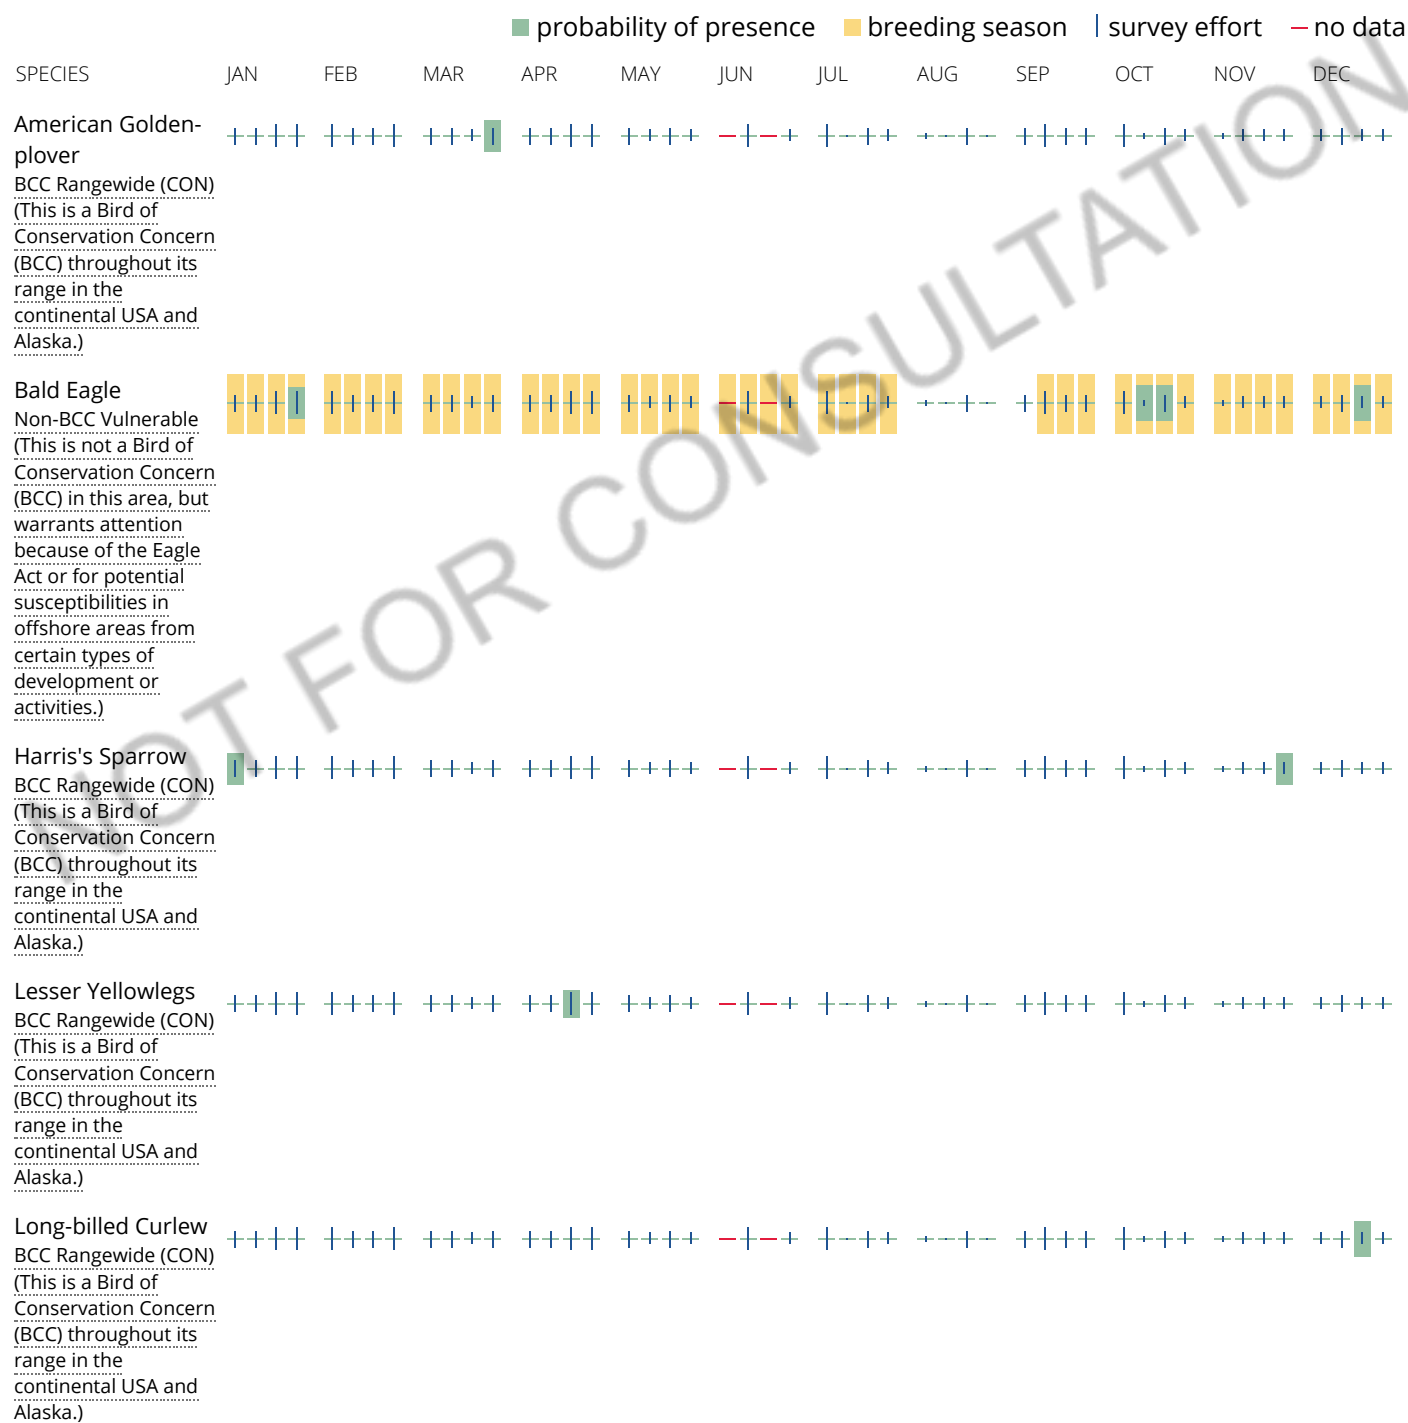 probability of presence breeding season survey effort no data
SPECIES JAN FEB MAR APR MAY JUN JUL AUG SEP OCT NOV DEC
American Golden-
plover
BCC Rangewide (CON)
(This is a Bird of
Conservation Concern
(BCC) throughout its
range in the
continental USA and
Alaska.)
Bald Eagle
Non-BCC Vulnerable
(This is not a Bird of
Conservation Concern
(BCC) in this area, but
warrants attention
because of the Eagle
Act or for potential
susceptibilities in
offshore areas from
certain types of
development or
activities.)
Harris's Sparrow
BCC Rangewide (CON)
(This is a Bird of
Conservation Concern
(BCC) throughout its
range in the
continental USA and
Alaska.)
Lesser Yellowlegs
BCC Rangewide (CON)
(This is a Bird of
Conservation Concern
(BCC) throughout its
range in the
continental USA and
Alaska.)
Long-billed Curlew
BCC Rangewide (CON)
(This is a Bird of
Conservation Concern
(BCC) throughout its
range in the
continental USA and
Alaska.)
NOT FOR CONSULTATION